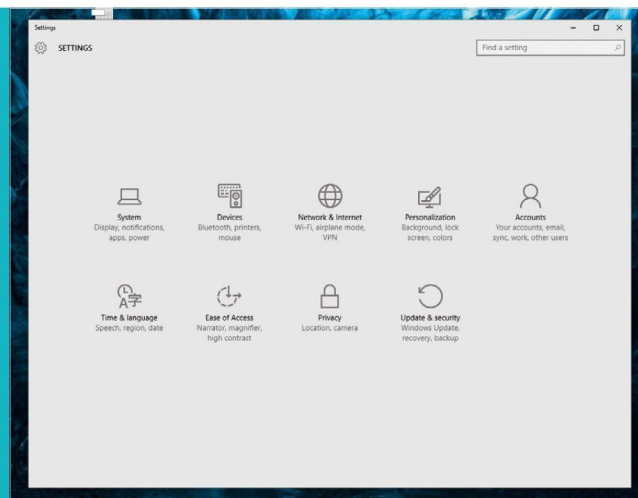 Settings
SETTINGS
Find a setting
System
Display, notifications,
apps, power
Devices
Bluetooth, printers,
mouse
Network & Internet
Wi-Fi, airplane mode,
VPN
Personalization
Background, lock
screen, colors
Accounts
Your accounts, email,
sync, work, other users
A字
Time & language
Speech, region, date
Ease of Access
Narrator, magnifier,
high contrast
Privacy
Location, camera
Update & security
Windows Update,
recovery, backup